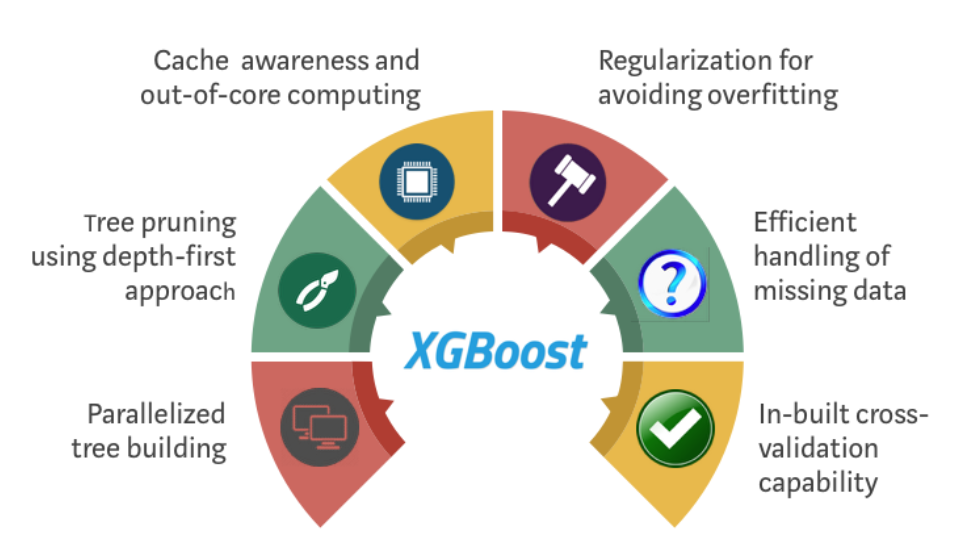 Cache awareness and
out-of-core computing
Regularization for
avoiding overfitting
Tree pruning
using depth-first
approach
Efficient
handling of
missing data
?
XGBoost
Parallelized
tree building
In-built cross-
validation
capability